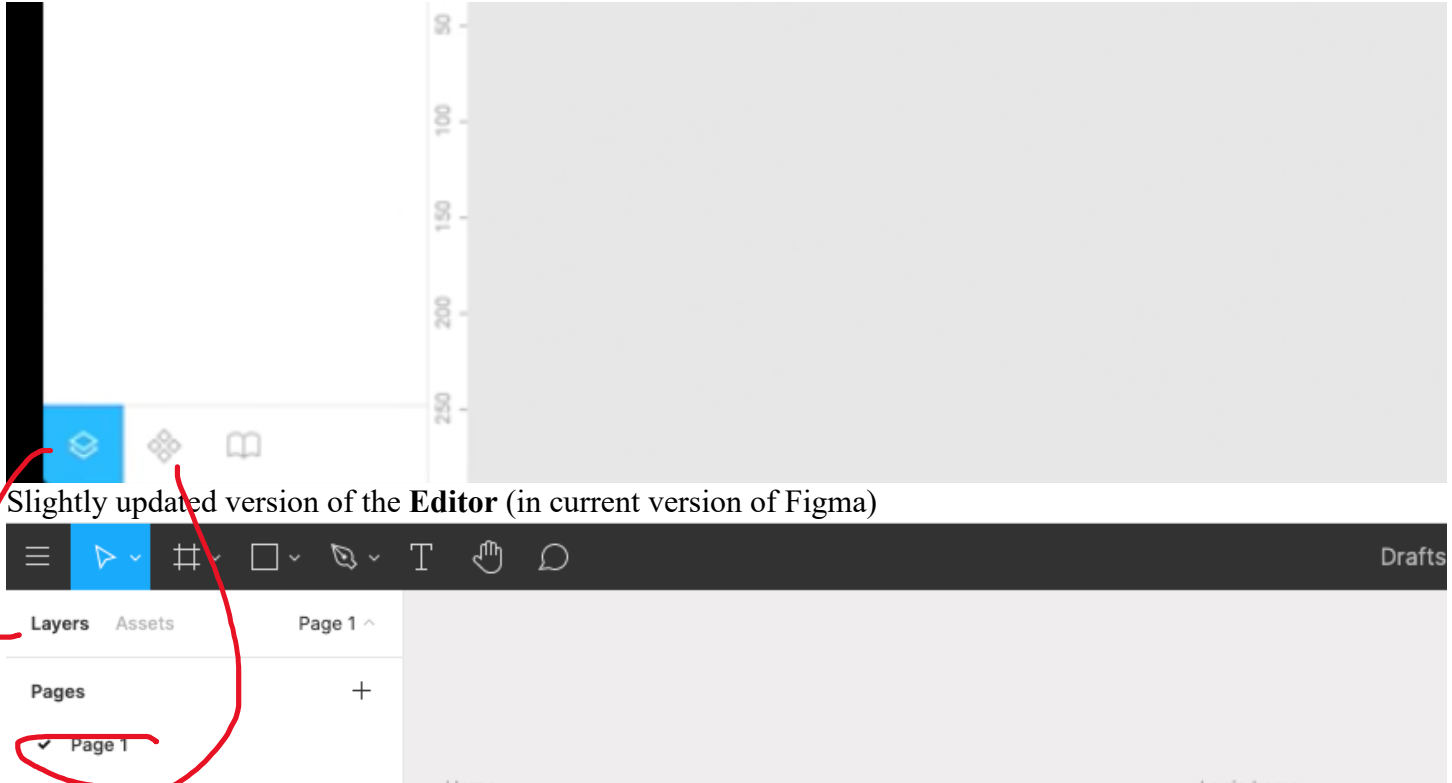 50
100
150
200
250
Slightly updated version of the Editor (in current version of Figma)
T
Drafts
Layers Assets Page 1
Pages +
Page 1